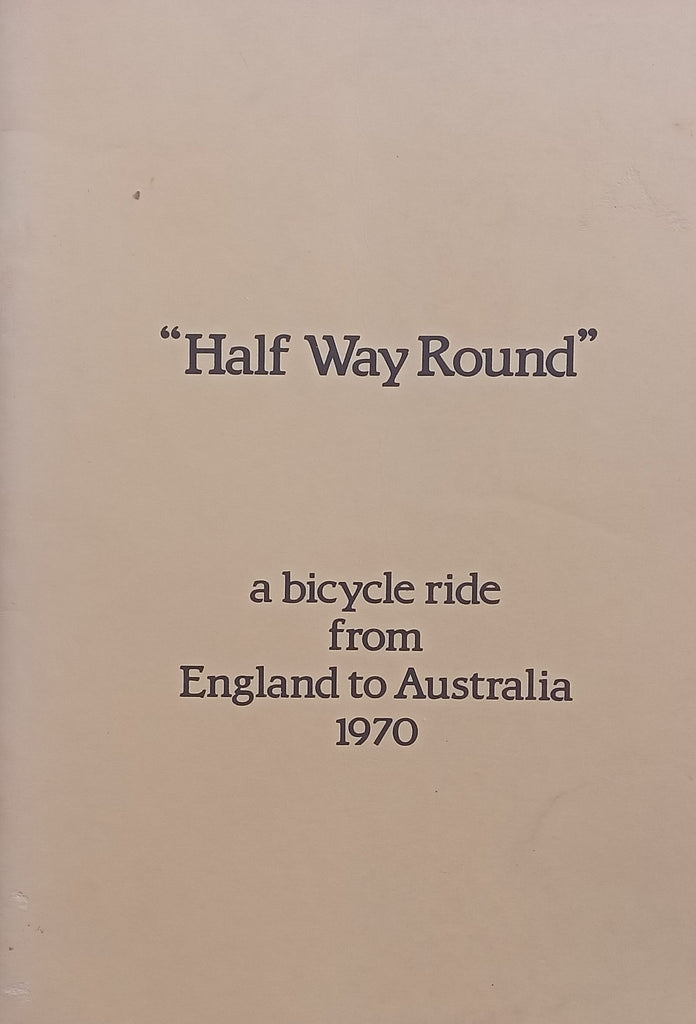 “Half Way Round”
a bicycle ride
from
England to Australia
1970